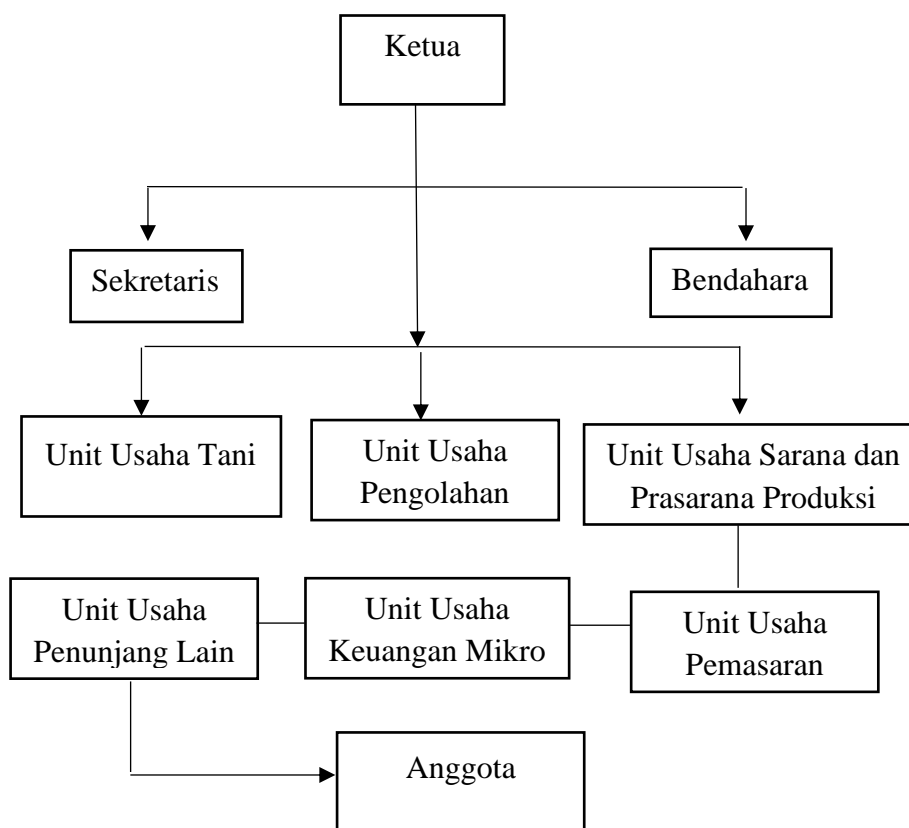 Ketua
Sekretaris
Bendahara
Unit Usaha Tani
Unit Usaha
Pengolahan
Unit Usaha Sarana dan
Prasarana Produksi
Unit Usaha
Penunjang Lain
Unit Usaha
Keuangan Mikro
Unit Usaha
Pemasaran
Anggota